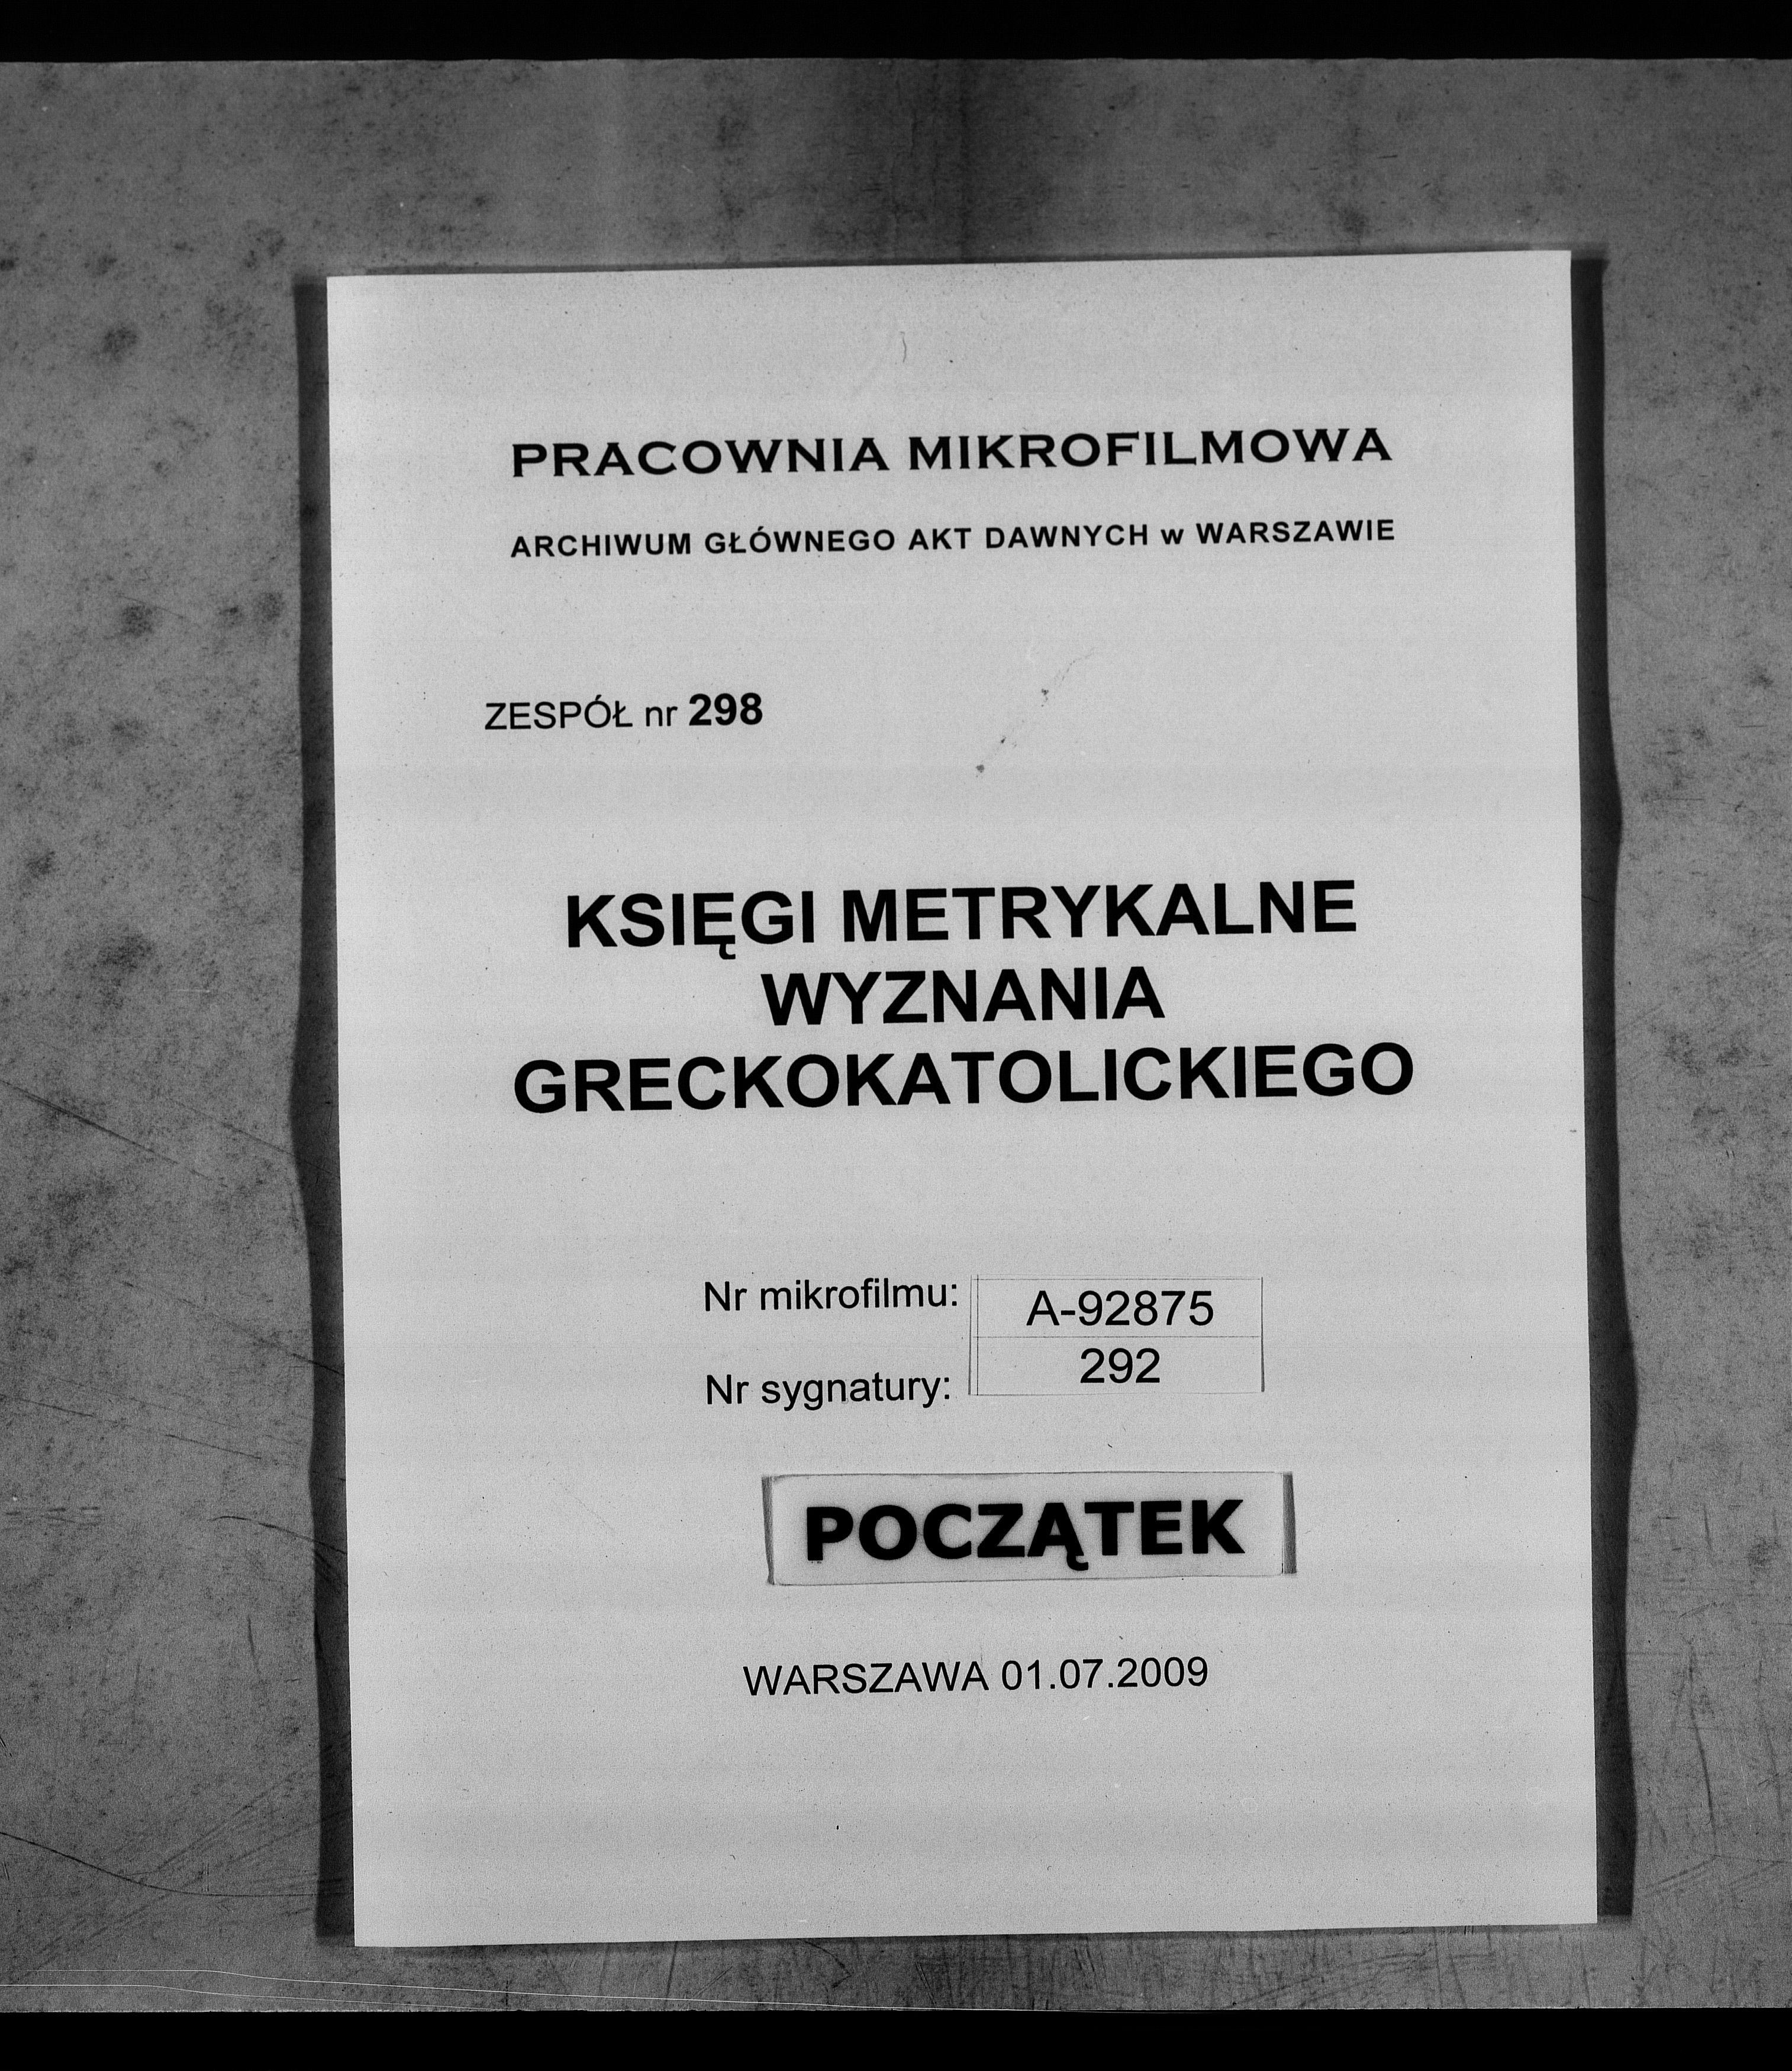 PRACOWNIA MIKROFILMOWA
ARCHIWUM GŁÓWNEGO AKT DAWNYCH w WARSZAWIE
ZESPÓŁ nr 298
KSIĘGI METRYKALNE
WYZNANIA
GRECKOKATOLICKIEGO
Nr mikrofilmu: A-92875
Nr sygnatury: 292
POCZĄTEK
WARSZAWA 01.07.2009